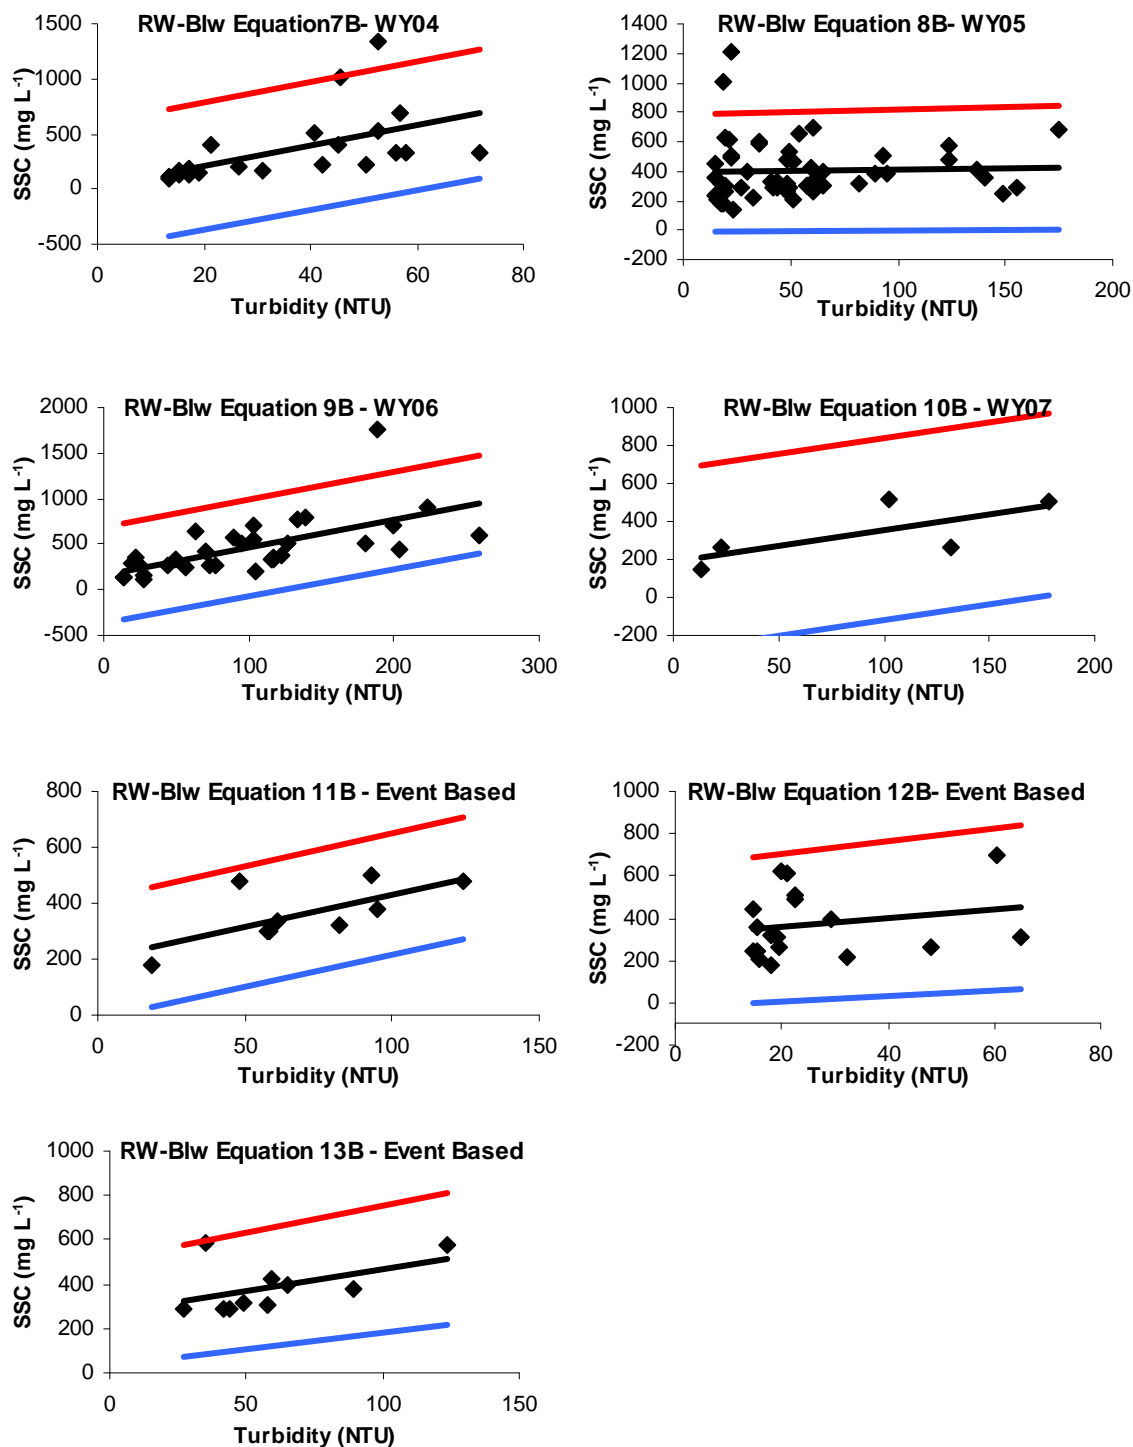 RW-Blw Equation7B- WY04
1500
1000
500
0
-500
SSC (mg L-1)
0 20 40 60 80
Turbidity (NTU)
RW-Blw Equation 8B- WY05
1400
1200
1000
800
600
400
200
0
-200
SSC (mg L-1)
0 50 100 150 200
Turbidity (NTU)
RW-Blw Equation 9B - WY06
2000
1500
1000
500
0
-500
SSC (mg L-1)
0 100 200 300
Turbidity (NTU)
RW-Blw Equation 10B - WY07
1000
800
600
400
200
0
-200
SSC (mg L-1)
0 50 100 150 200
Turbidity (NTU)
RW-Blw Equation 11B - Event Based
800
600
400
200
0
SSC (mg L-1)
0 50 100 150
Turbidity (NTU)
RW-Blw Equation 12B- Event Based
1000
800
600
400
200
0
-200
SSC (mg L-1)
0 20 40 60 80
Turbidity (NTU)
RW-Blw Equation 13B - Event Based
1000
800
600
400
200
0
SSC (mg L-1)
0 50 100 150
Turbidity (NTU)